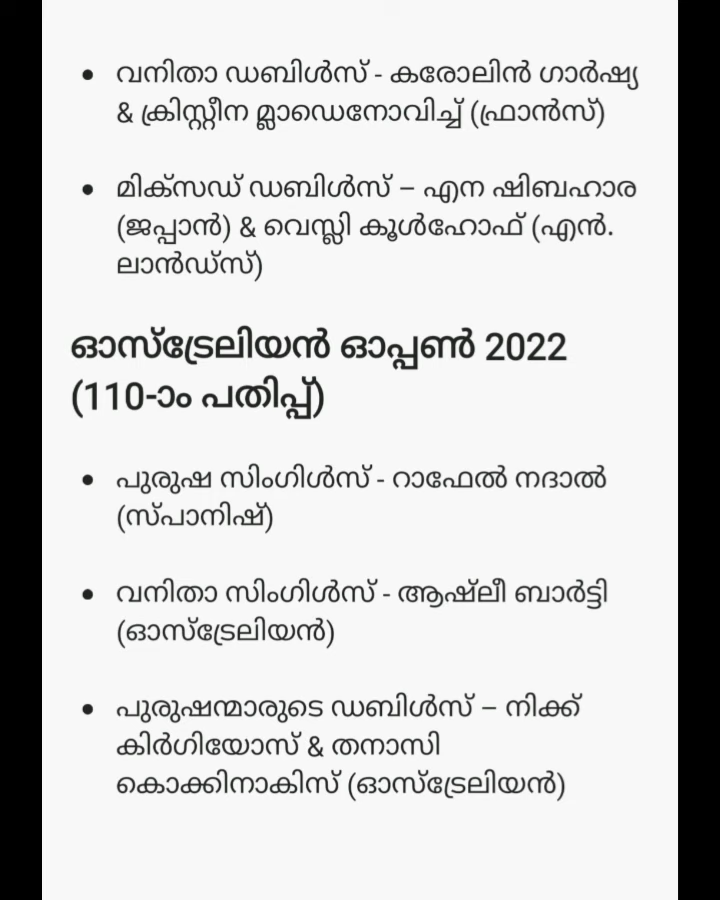 • വനിതാ ഡബിൾസ് - കരോലിൻ ഗാർഷ്യ
& ക്രിസ്റ്റീന മ്ലാഡെനോവിച്ച് (ഫ്രാൻസ്)
• മിക്സഡ് ഡബിൾസ് – എന ഷിബഹാര
(ജപ്പാൻ) & വെസ്ലി കൂൾഹോഫ് (എൻ.
ലാൻഡ്സ്)
ഓസ്ട്രേലിയൻ ഓപ്പൺ 2022
(110-ാം പതിപ്പ്)
• പുരുഷ സിംഗിൾസ് - റാഫേൽ നദാൽ
(സ്പാനിഷ്)
• വനിതാ സിംഗിൾസ് - ആഷ്ലീ ബാർട്ടി
(ഓസ്ട്രേലിയൻ)
• പുരുഷന്മാരുടെ ഡബിൾസ് – നിക്ക്
കിർഗിയോസ് & തനാസി
കൊക്കിനാകിസ് (ഓസ്ട്രേലിയൻ)